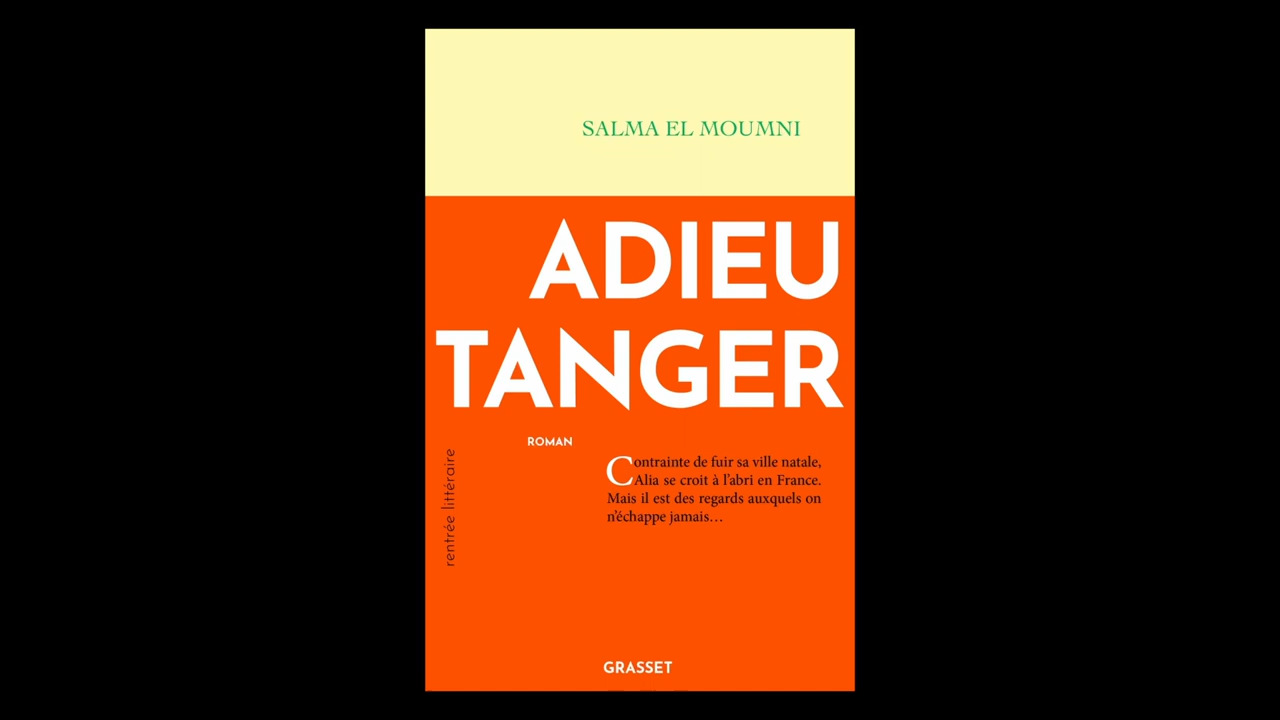 SALMA EL MOUMNI
ADIEU
TANGER
ROMAN
Contrainte de fuir sa ville natale,
Alia se croit à l'abri en France.
Mais il est des regards auxquels on
n'échappe jamais…
rentrée littéraire
GRASSET